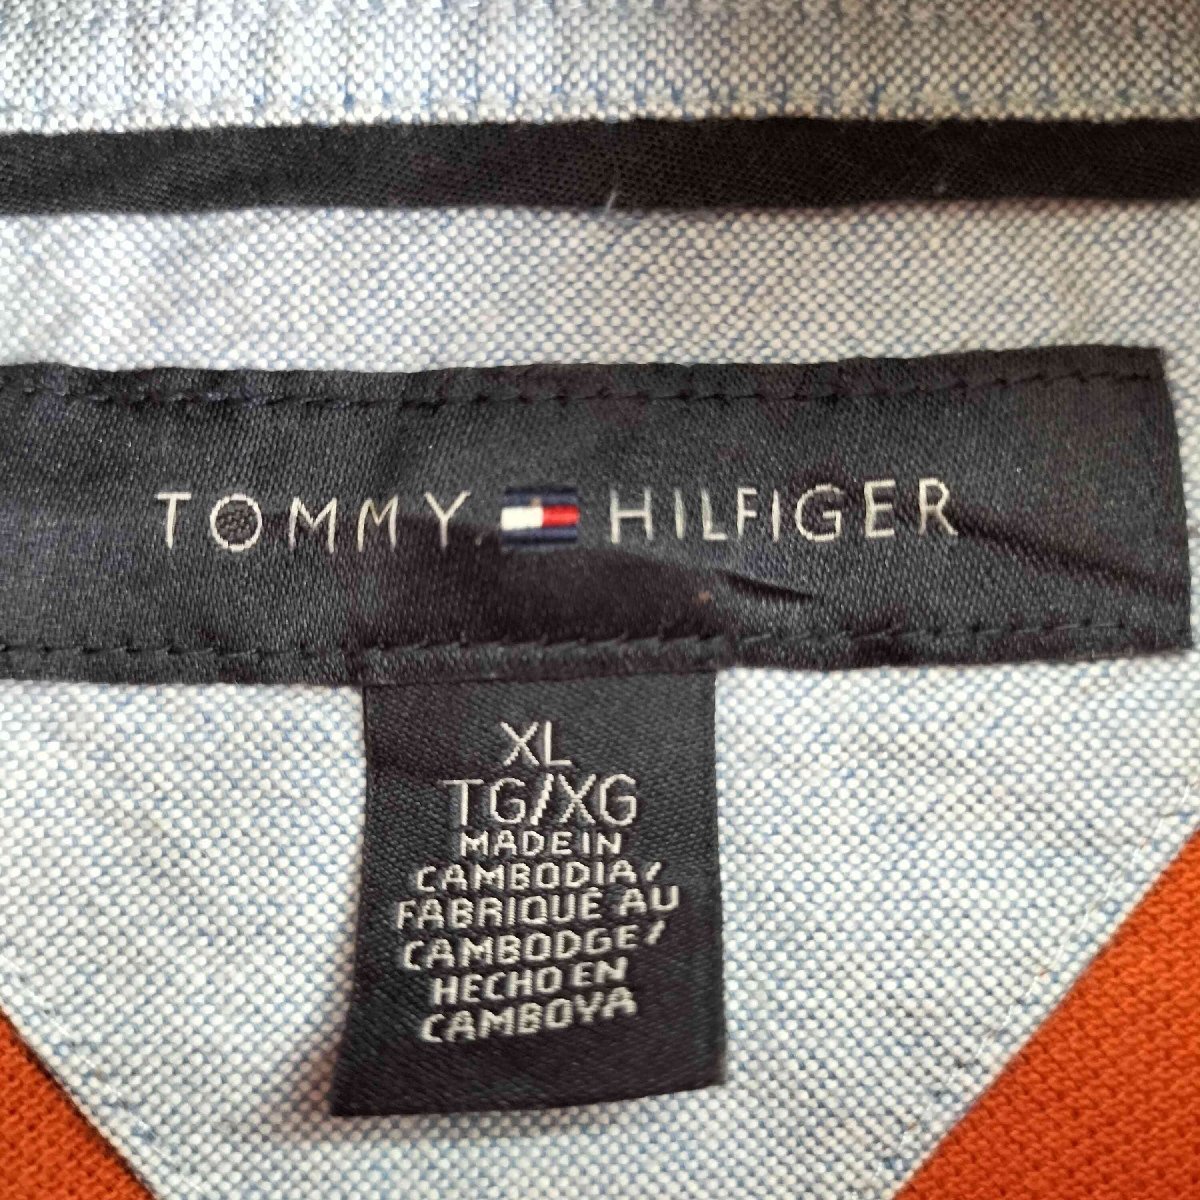 TOMMY HILFIGER
XL
TG/XG
MADE IN
CAMBODIA/
FABRIQUÉ AU
CAMBODGE/
HECHO EN
CAMBOYA